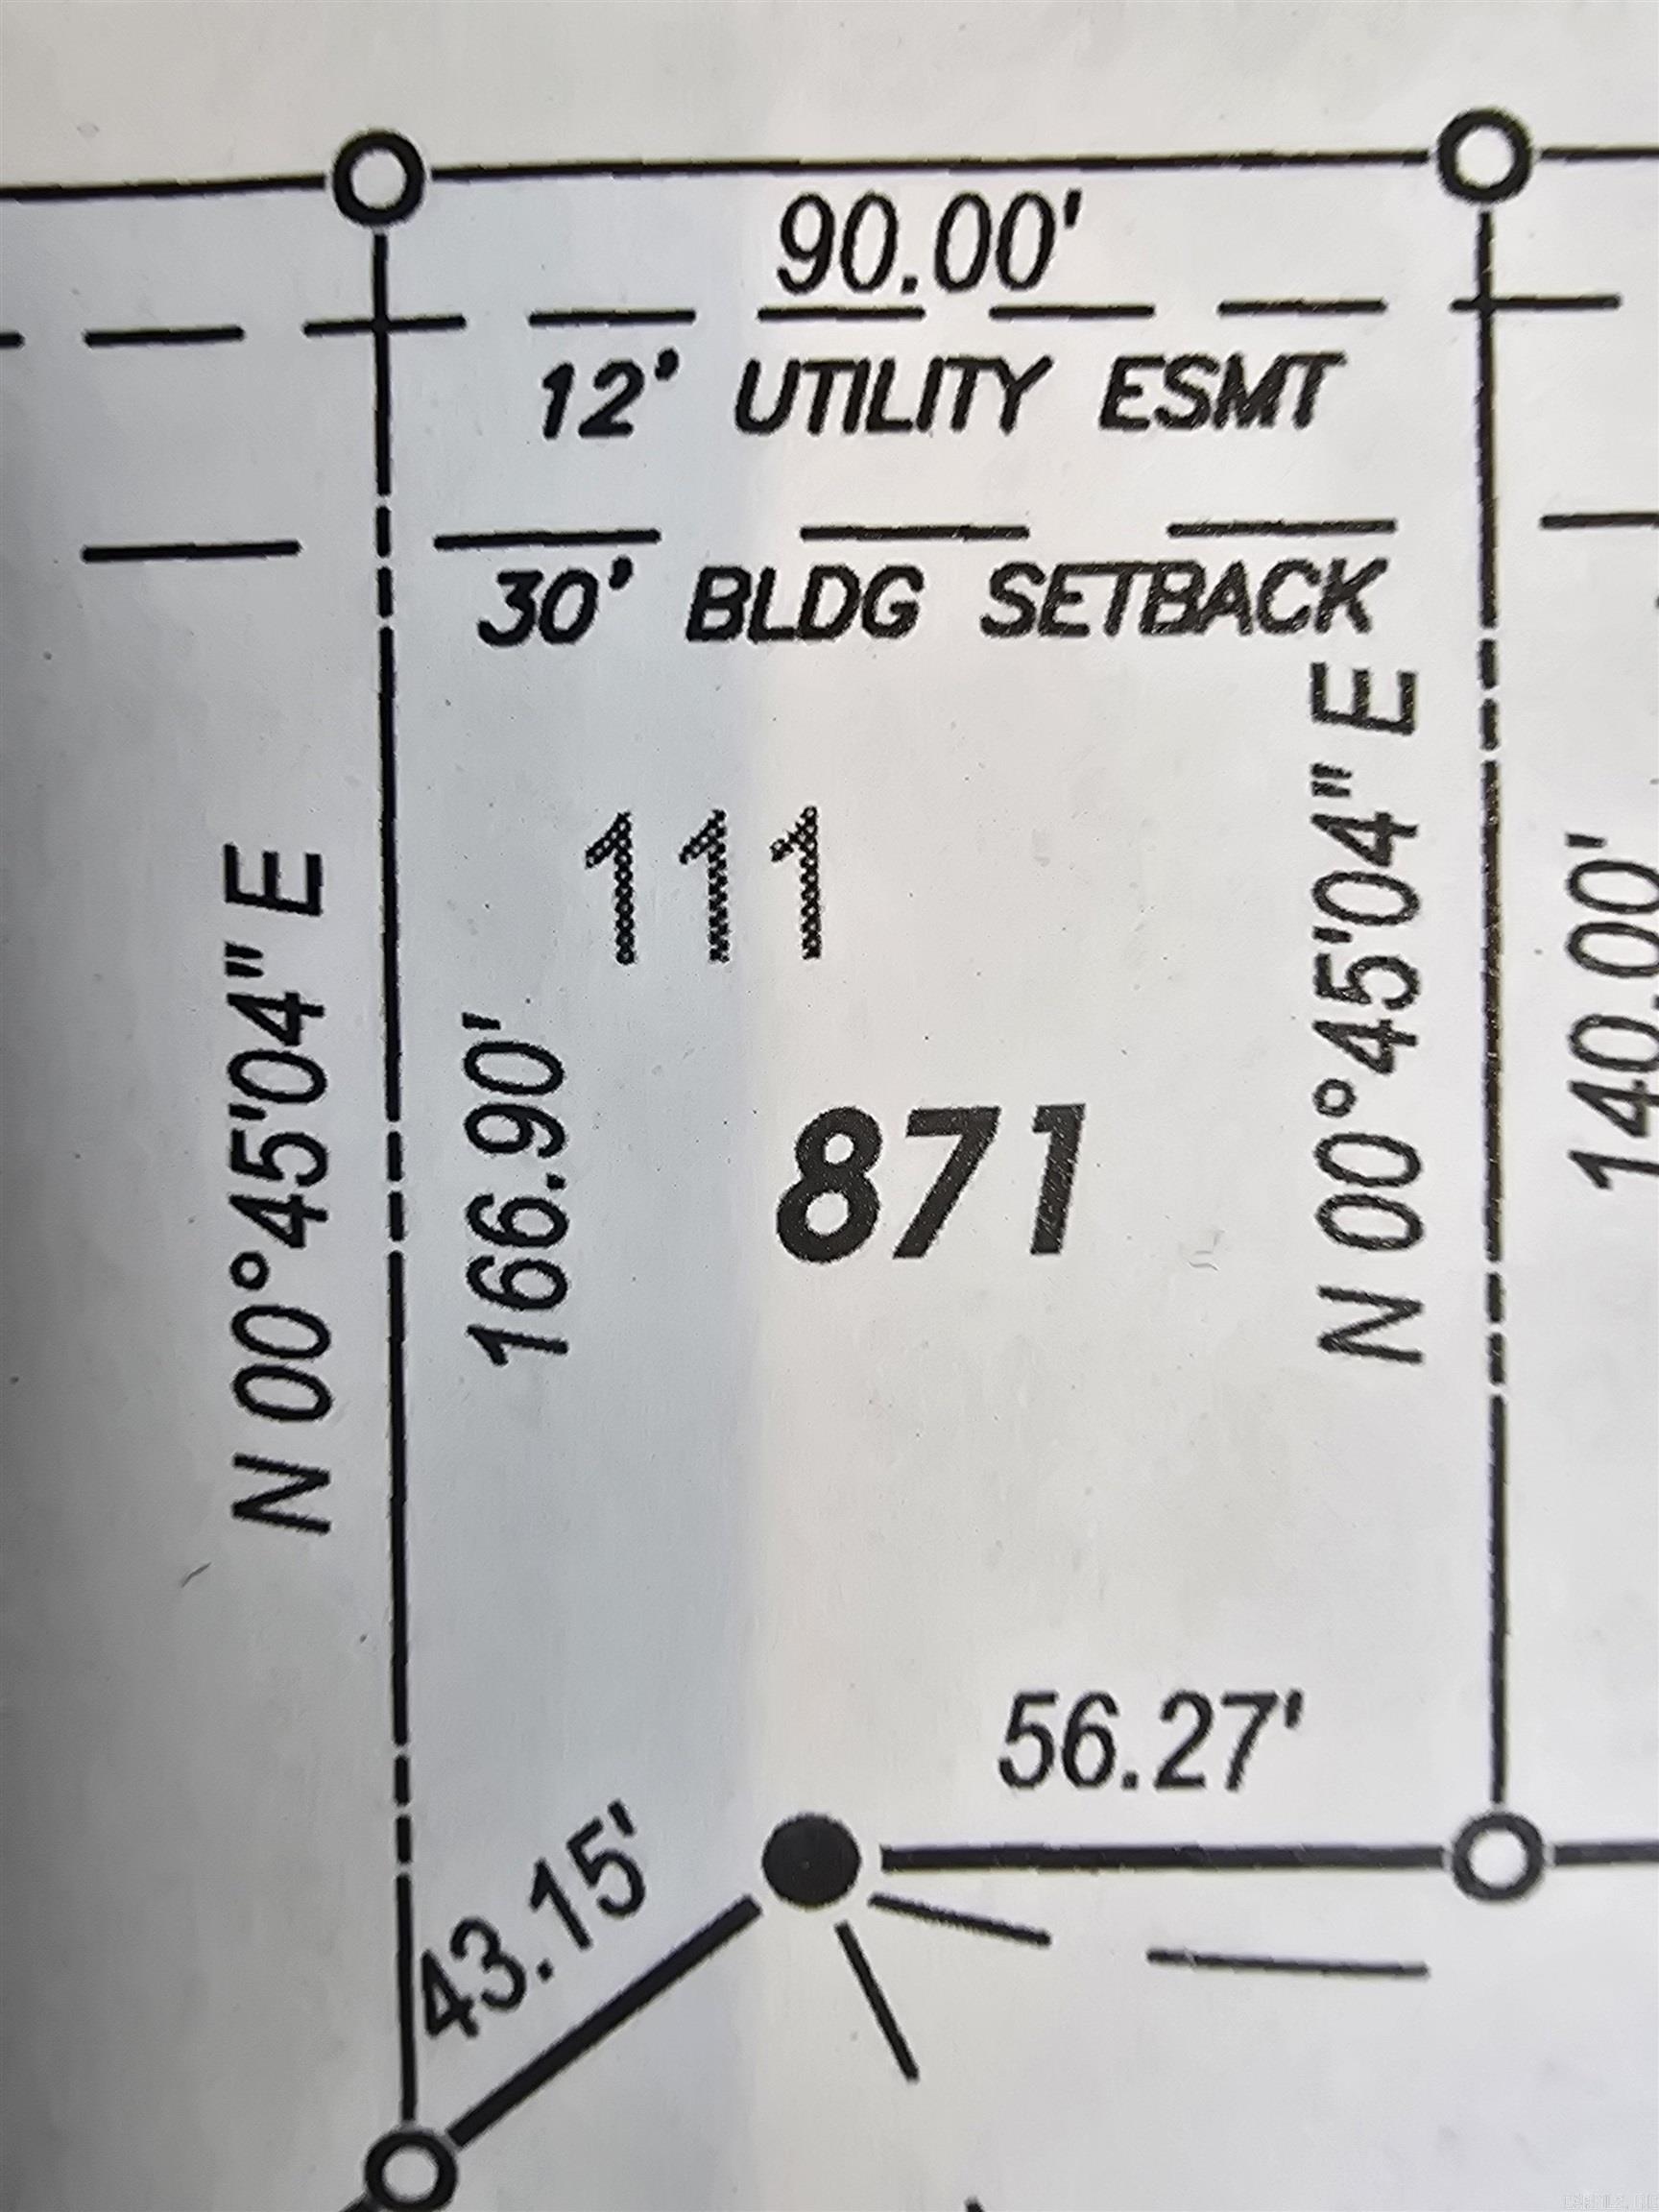 90.00'
12' UTILITY ESMT
30' BLDG SETBACK
111
N 00°45'04" E
166.90'
871
N 00°45'04" E
140.00'
56.27'
43.15'